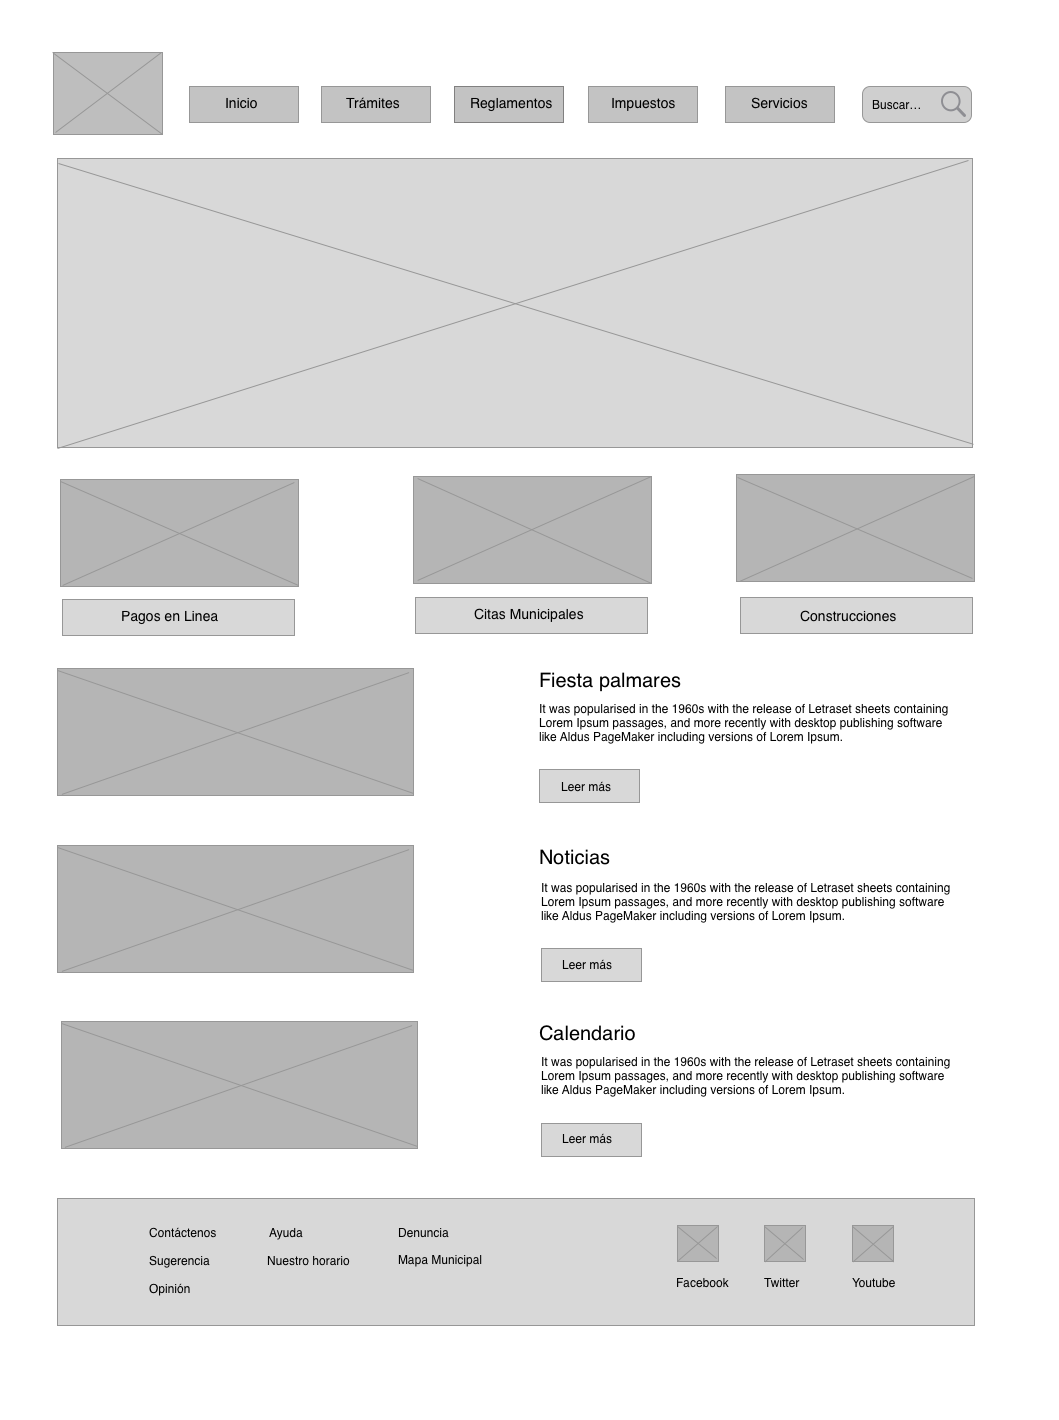 Inicio
Trámites
Reglamentos
Impuestos
Servicios
Buscar...
Pagos en Linea
Citas Municipales
Construcciones
Fiesta palmares
It was popularised in the 1960s with the release of Letraset sheets containing
Lorem Ipsum passages, and more recently with desktop publishing software
like Aldus PageMaker including versions of Lorem Ipsum.
Leer más
Noticias
It was popularised in the 1960s with the release of Letraset sheets containing
Lorem Ipsum passages, and more recently with desktop publishing software
like Aldus PageMaker including versions of Lorem Ipsum.
Leer más
Calendario
It was popularised in the 1960s with the release of Letraset sheets containing
Lorem Ipsum passages, and more recently with desktop publishing software
like Aldus PageMaker including versions of Lorem Ipsum.
Leer más
Contáctenos
Ayuda
Denuncia
Sugerencia
Nuestro horario
Mapa Municipal
Opinión
Facebook
Twitter
Youtube